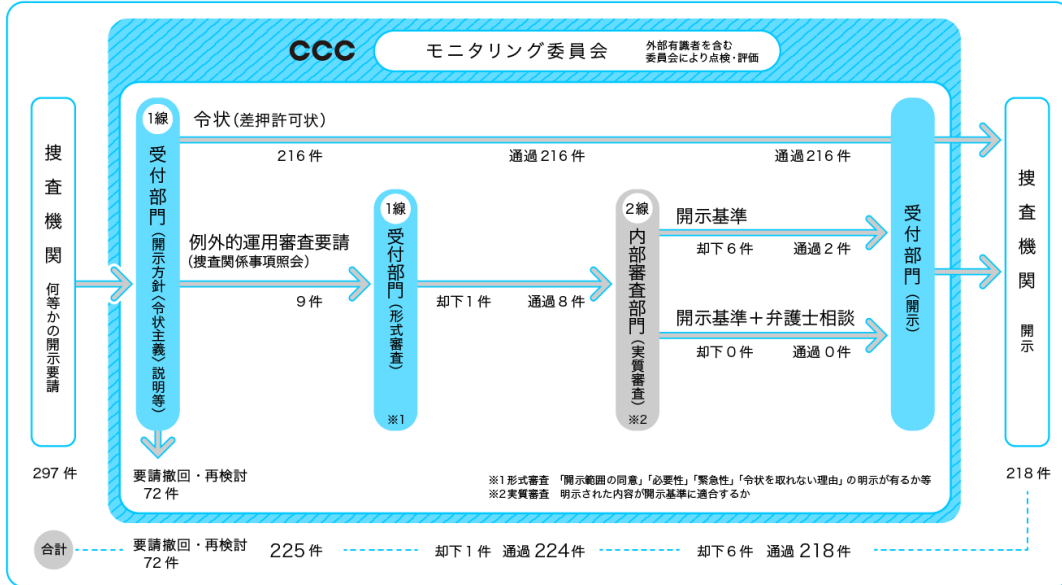 CCC
モニタリング委員会
外部有識者を含む
委員会により点検・評価
捜査機関 何等かの開示要請
297 件
1線
受付部門（開示方針〈令状主義〉説明等）
令状（差押許可状）
216 件
通過216 件
通過216 件
例外的運用審査要請
（捜査関係事項照会）
9 件
1線
受付部門（形式審査）
※1
却下1 件
通過8 件
2線
内部審査部門（実質審査）
※2
開示基準
却下6 件
通過2 件
開示基準＋弁護士相談
却下0 件
通過0 件
受付部門（開示）
捜査機関 開示
218 件
要請撤回・再検討
72 件
※1 形式審査 「開示範囲の同意」「必要性」「緊急性」「令状を取れない理由」の明示が有るか等
※2 実質審査 明示された内容が開示基準に適合するか
合計
要請撤回・再検討
72 件
225 件
却下1 件 通過 224 件
却下6 件 通過 218 件